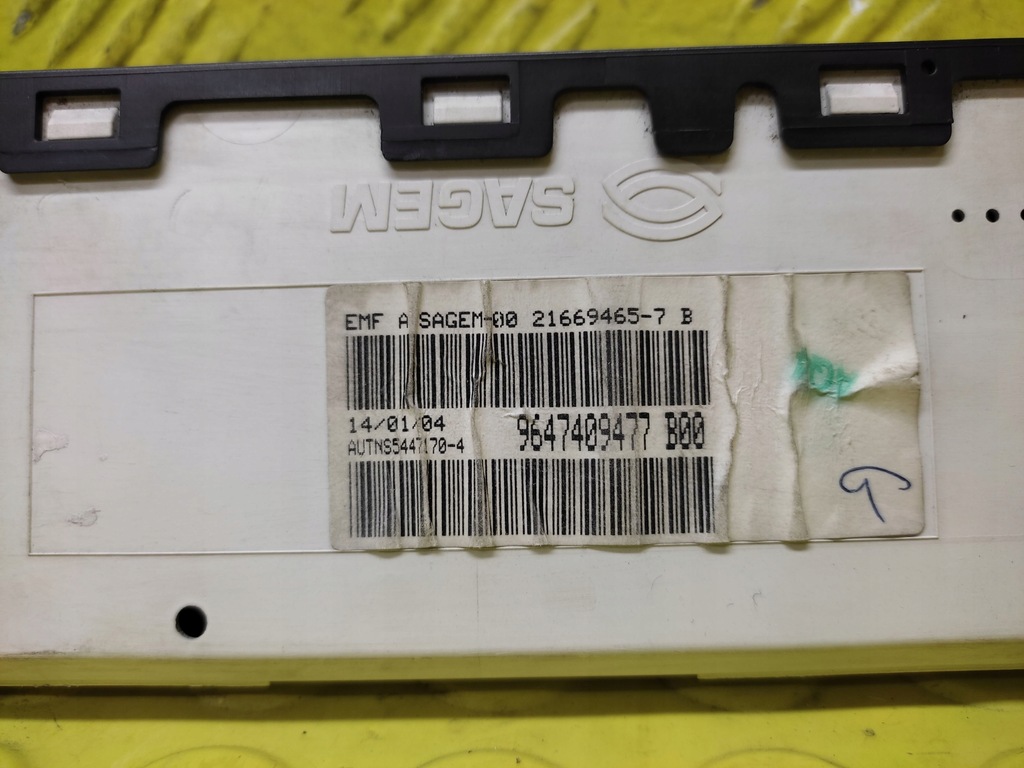 SAGEM
EMF A SAGEM-00 21669465-7 B
14/01/04
AUTNS5447170-4
9647409477 B00